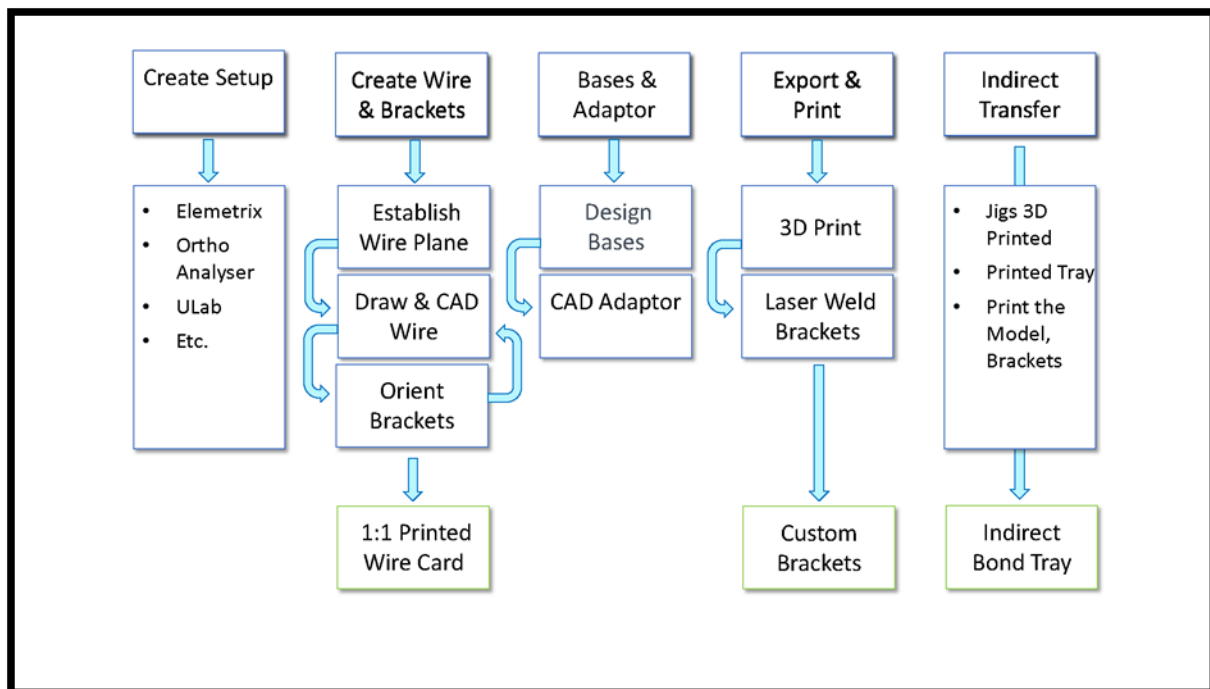 Create Setup
Elemetrix
Ortho
Analyser
ULab
Etc.
Create Wire
& Brackets
Establish
Wire Plane
Draw & CAD
Wire
Orient
Brackets
1:1 Printed
Wire Card
Bases &
Adaptor
Design
Bases
CAD Adaptor
Export &
Print
3D Print
Laser Weld
Brackets
Custom
Brackets
Indirect
Transfer
Jigs 3D
Printed
Printed Tray
Print the
Model,
Brackets
Indirect
Bond Tray